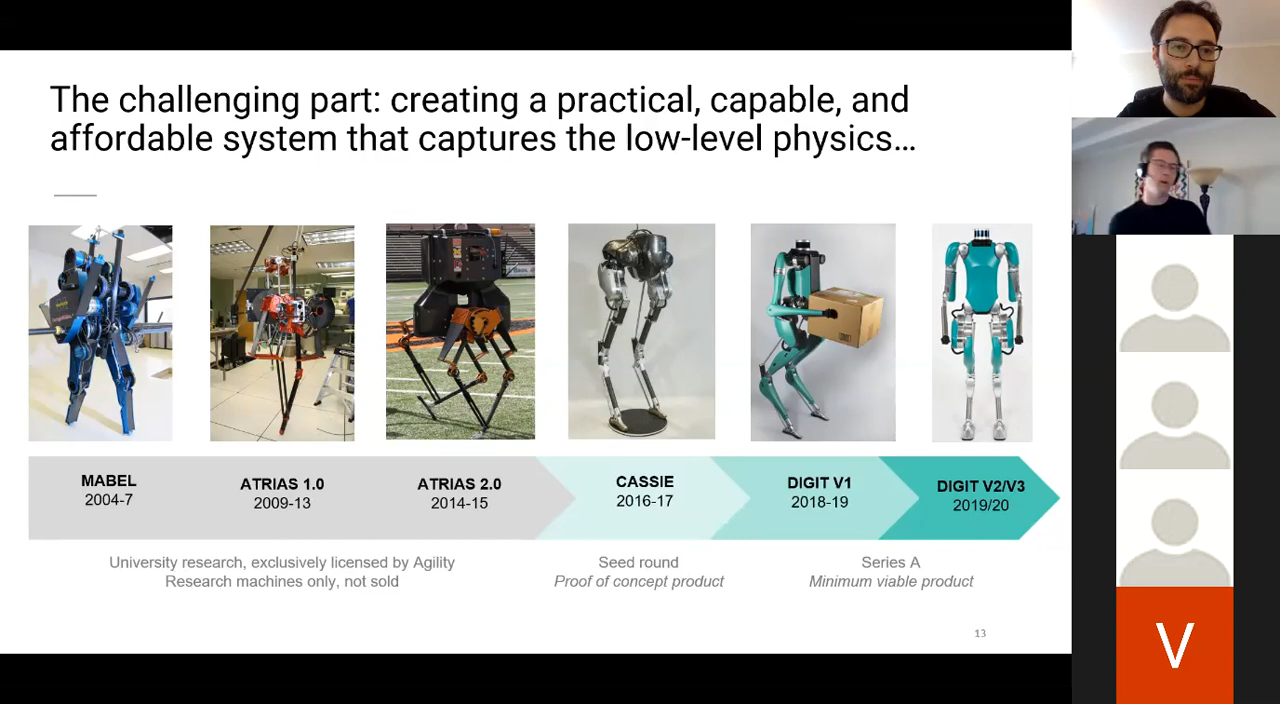 The challenging part: creating a practical, capable, and
affordable system that captures the low-level physics…
MABEL
2004-7
ATRIAS 1.0
2009-13
ATRIAS 2.0
2014-15
CASSIE
2016-17
DIGIT V1
2018-19
DIGIT V2/V3
2019/20
University research, exclusively licensed by Agility
Research machines only, not sold
Seed round
Proof of concept product
Series A
Minimum viable product
13
V